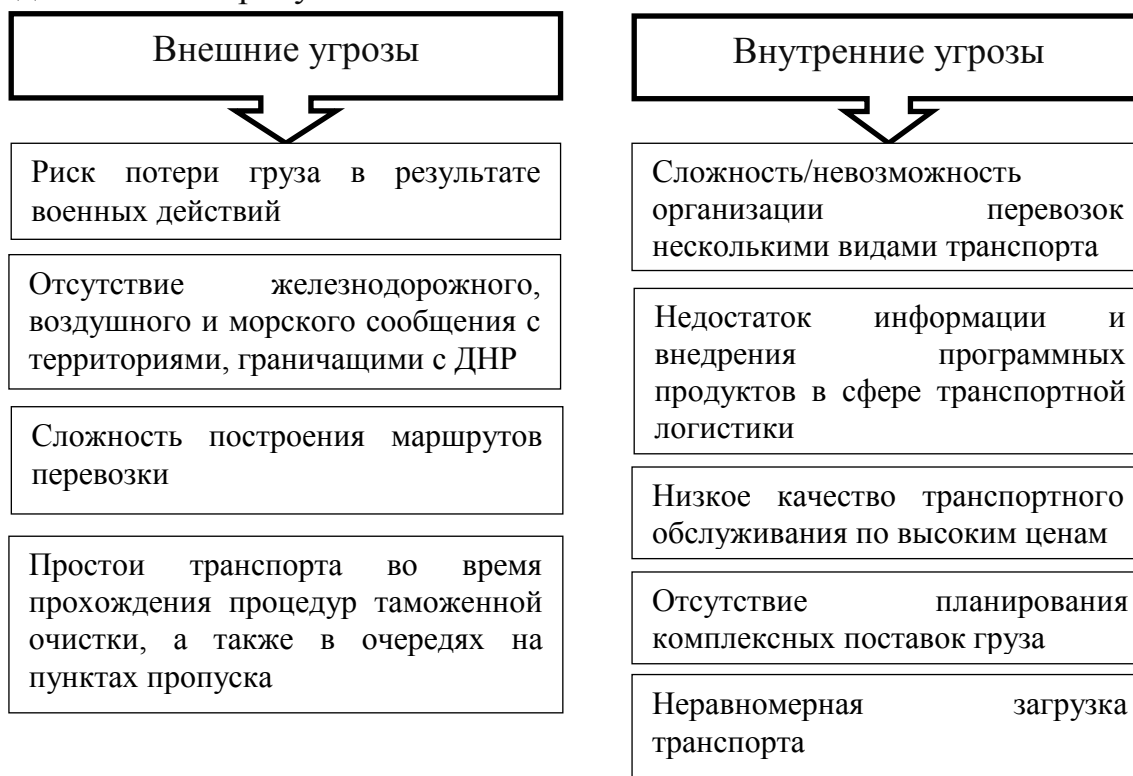 Внешние угрозы
Риск потери груза в результате
военных действий
Отсутствие железнодорожного,
воздушного и морского сообщения с
территориями, граничащими с ДНР
Сложность построения маршрутов
перевозки
Простои транспорта во время
прохождения процедур таможенной
очистки, а также в очередях на
пунктах пропуска
Внутренние угрозы
Сложность/невозможность
организации перевозок
несколькими видами транспорта
Недостаток информации и
внедрения программных
продуктов в сфере транспортной
логистики
Низкое качество транспортного
обслуживания по высоким ценам
Отсутствие планирования
комплексных поставок груза
Неравномерная загрузка
транспорта